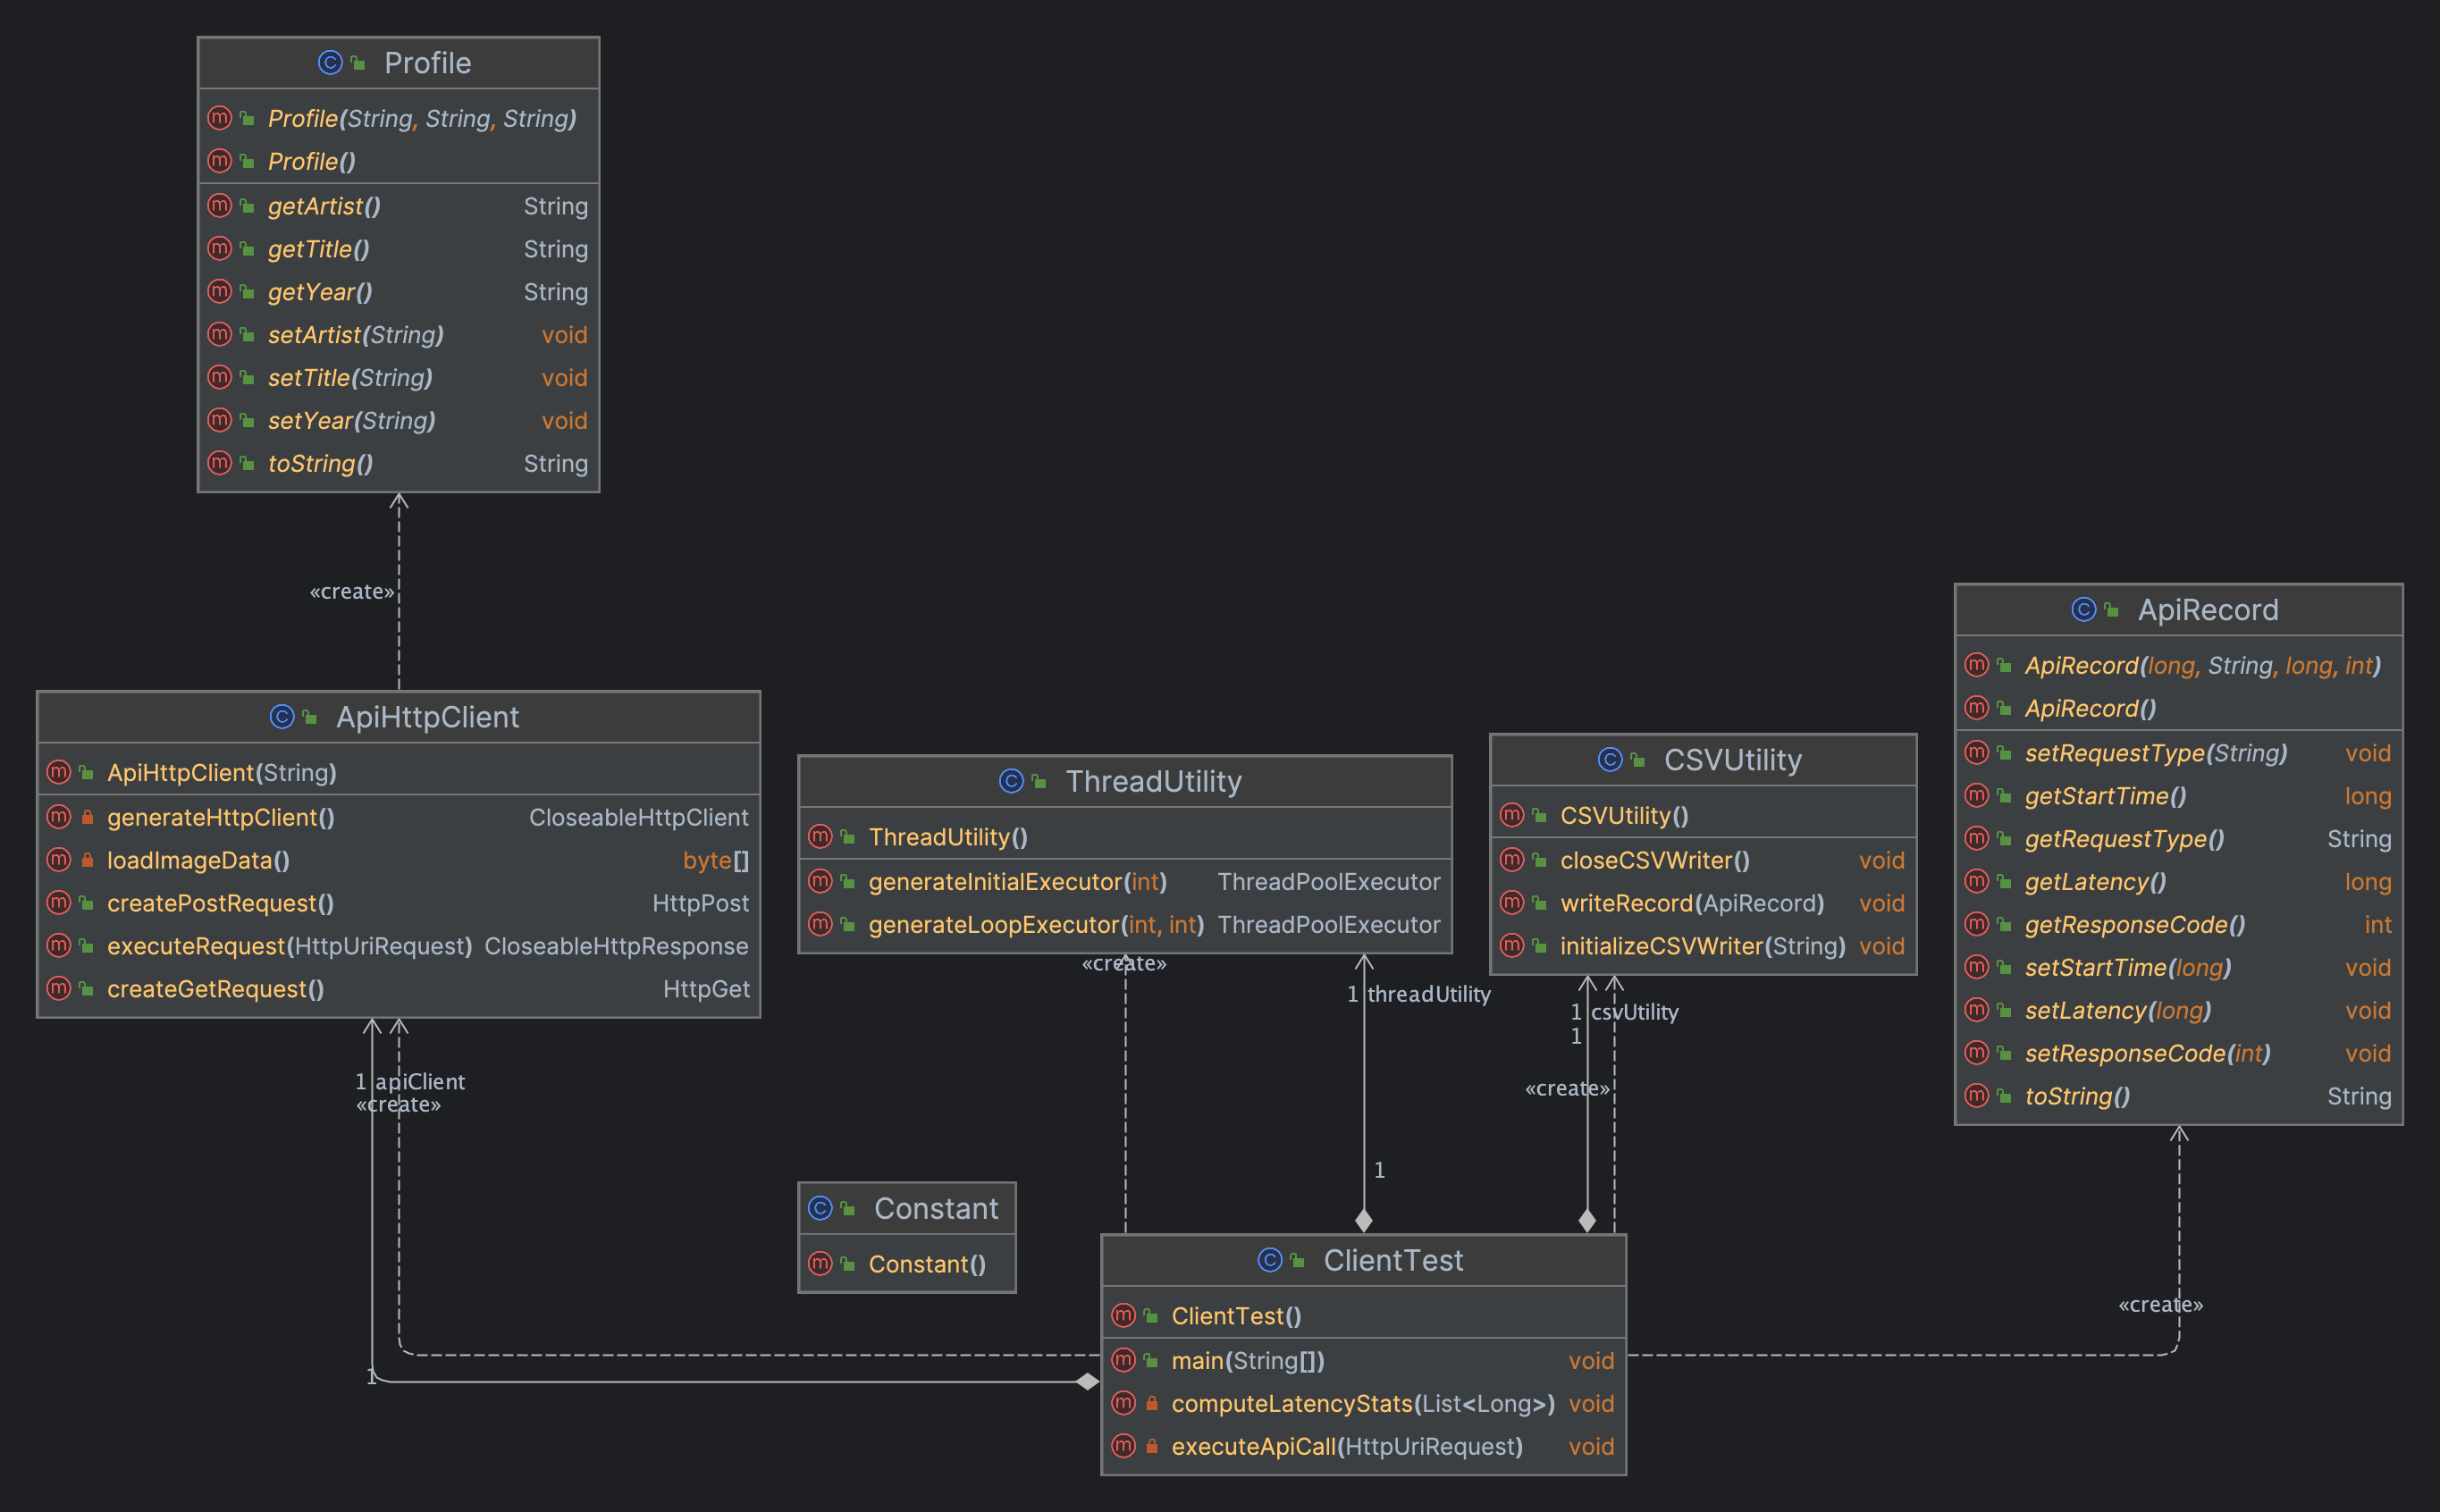 Profile
Profile(String, String, String)
Profile()
getArtist() String
getTitle() String
getYear() String
setArtist(String) void
setTitle(String) void
setYear(String) void
toString() String
«create»
ApiHttpClient
ApiHttpClient(String)
generateHttpClient() CloseableHttpClient
loadImageData() byte[]
createPostRequest() HttpPost
executeRequest(HttpUriRequest) CloseableHttpResponse
createGetRequest() HttpGet
1 apiClient
«create»
1
ThreadUtility
ThreadUtility()
generateInitialExecutor(int) ThreadPoolExecutor
generateLoopExecutor(int, int) ThreadPoolExecutor
«create»
1 threadUtility
1
CSVUtility
CSVUtility()
closeCSVWriter() void
writeRecord(ApiRecord) void
initializeCSVWriter(String) void
1 csvUtility
1
«create»
ApiRecord
ApiRecord(long, String, long, int)
ApiRecord()
setRequestType(String) void
getStartTime() long
getRequestType() String
getLatency() long
getResponseCode() int
setStartTime(long) void
setLatency(long) void
setResponseCode(int) void
toString() String
«create»
Constant
Constant()
ClientTest
ClientTest()
main(String[]) void
computeLatencyStats(List<Long>) void
executeApiCall(HttpUriRequest) void